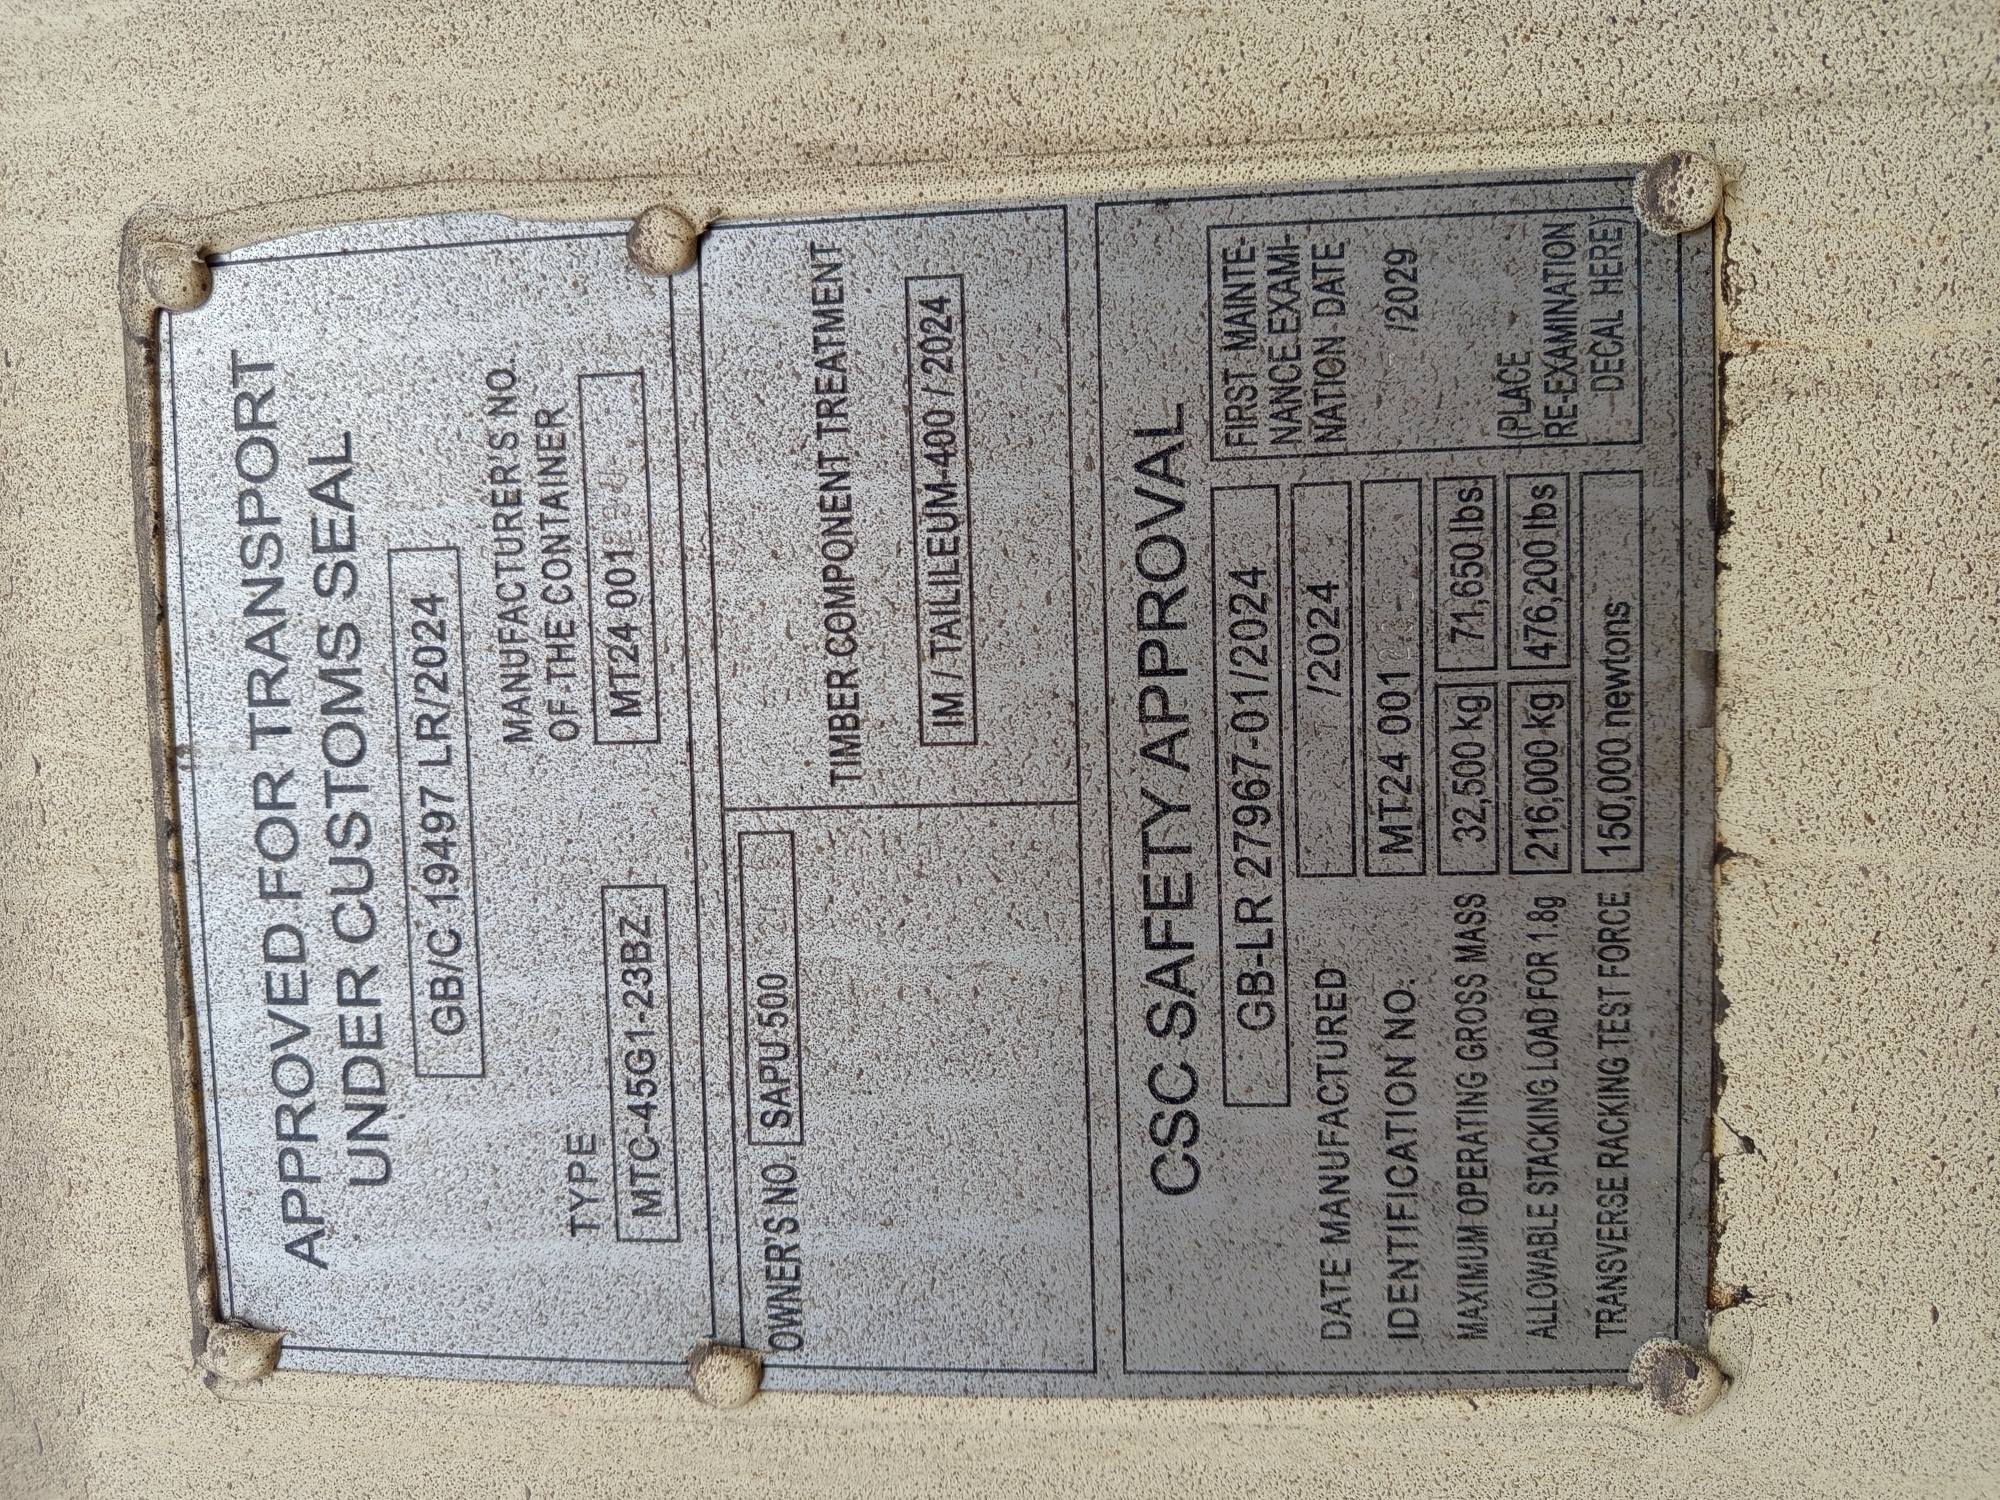 APPROVED FOR TRANSPORT
UNDER CUSTOMS SEAL
GB/C 19497 LR/2024
MANUFACTURER'S NO.
OF THE CONTAINER
TYPE
MTC-45G1-23BZ
MT24 001
OWNER'S NO. SAPU 500
TIMBER COMPONENT TREATMENT
IM / TAILILEUM-400 / 2024
CSC SAFETY APPROVAL
GB-LR 27967-01/2024
DATE MANUFACTURED /2024
IDENTIFICATION NO. MT24 001
MAXIMUM OPERATING GROSS MASS 32,500 kg 71,650 lbs
ALLOWABLE STACKING LOAD FOR 1.8g 216,000 kg 476,200 lbs
TRANSVERSE RACKING TEST FORCE 150,000 newtons
FIRST MAINTE-
NANCE EXAMI-
NATION DATE
/2029
(PLACE
RE-EXAMINATION
DECAL HERE)